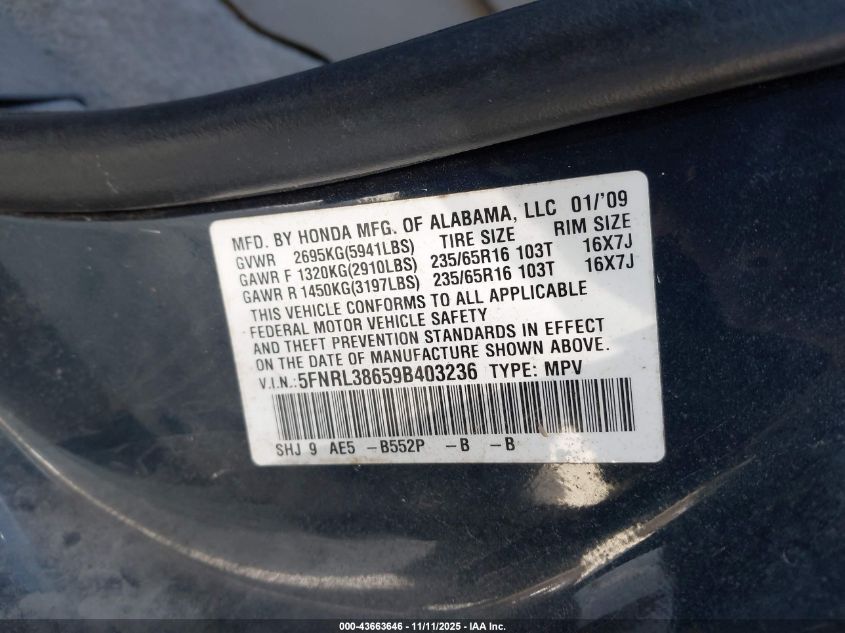 MFD. BY HONDA MFG. OF ALABAMA, LLC 01/'09
GVWR 2695KG(5941LBS) TIRE SIZE RIM SIZE
GAWR F 1320KG(2910LBS) 235/65R16 103T 16X7J
GAWR R 1450KG(3197LBS) 235/65R16 103T 16X7J
THIS VEHICLE CONFORMS TO ALL APPLICABLE
FEDERAL MOTOR VEHICLE SAFETY
AND THEFT PREVENTION STANDARDS IN EFFECT
ON THE DATE OF MANUFACTURE SHOWN ABOVE.
V.I.N.:5FNRL38659B403236 TYPE: MPV
SHJ 9 AE5 -B552P -B -B
000-43663646 - 11/11/2025 - IAA Inc.